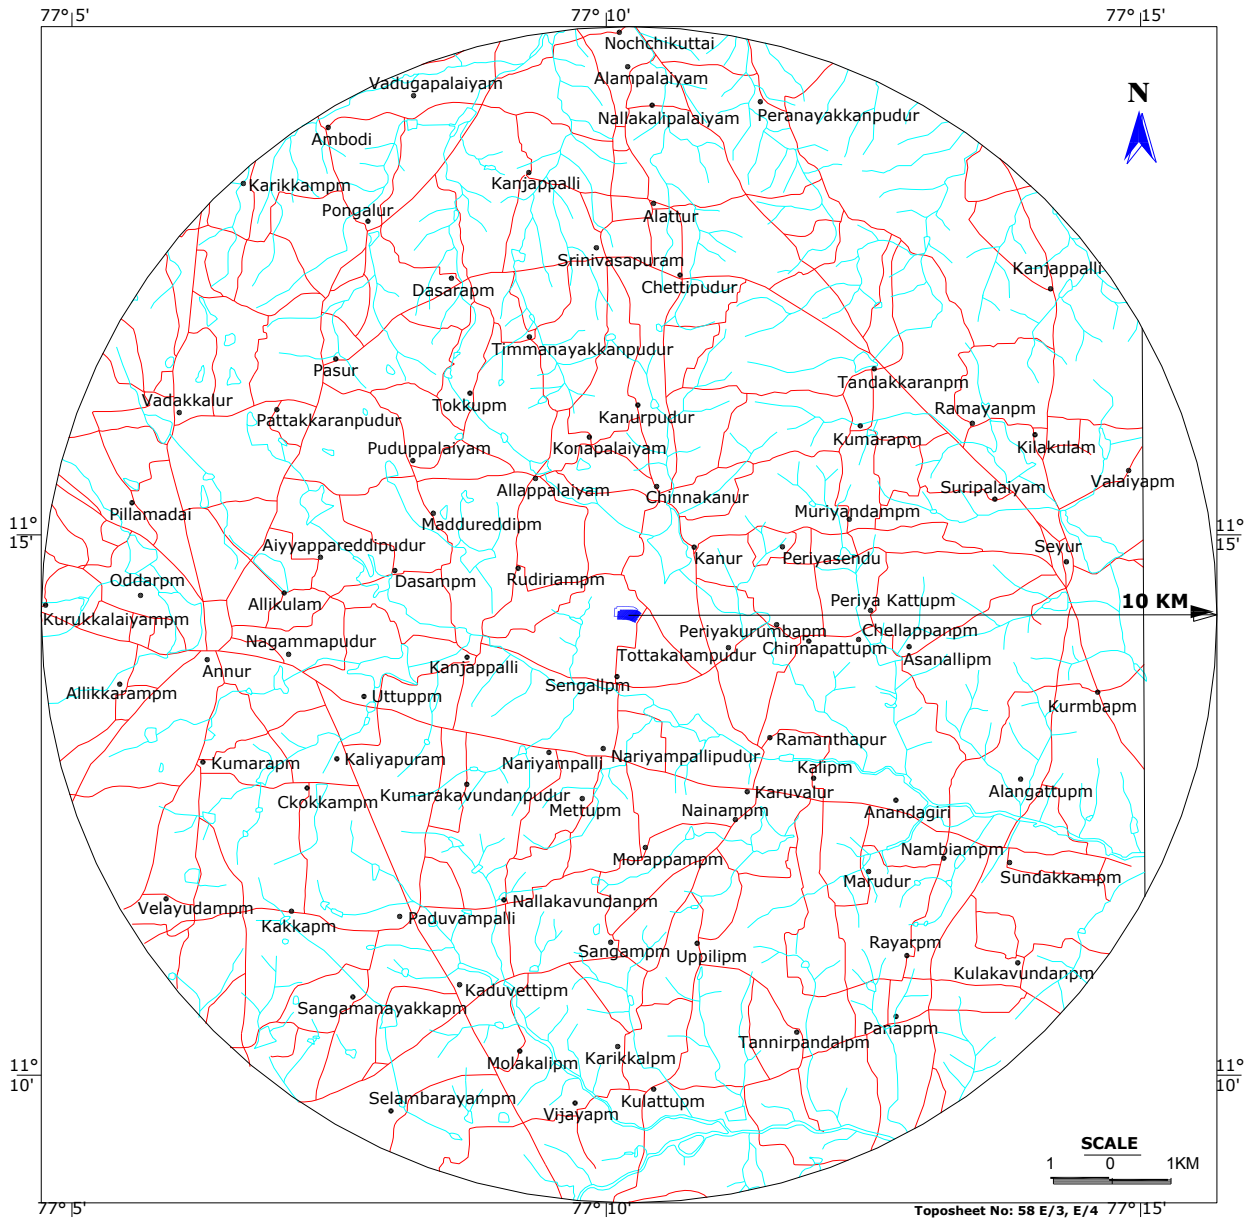 77° 5'
77° 10'
77° 15'
Nochchikuttai
Alampalaiyam
Vadugapalaiyam
N
Nallakalipalaiyam
Peranayakkanpudur
Ambodi
Karikkampm
Kanjappalli
Pongalur
Alattur
Srinivasapuram
Kanjappalli
Dasarapm
Chettipudur
Timmanayakkanpudur
Pasur
Tandakkaranpm
Vadakkalur
Tokkupm
Ramayanpm
Pattakkaranpudur
Kanurpudur
Kumarapm
Kilakulam
Puduppalaiyam
Konapalaiyam
Valaiyapm
Allappalaiyam
Suripalaiyam
Chinnakanur
Pillamadai
Muriyandampm
11°
15'
Maddureddipm
11°
15'
Aiyyappareddipudur
Seyur
Kanur
Periyasendu
Oddarpm
Dasampm
Rudiriampm
Allikulam
Periya Kattupm
10 KM
Kurukkalaiyampm
Periyakurumbapm
Chellappanpm
Nagammapudur
Chinnapattupm
Annur
Kanjappalli
Tottakalampudur
Asanallipm
Allikkarampm
Uttuppm
Sengallpm
Kurmbapm
Ramanthapur
Kumarapm
Kaliyapuram
Nariyampalli
Nariyampallipudur
Kalipm
Ckokkampm
Kumarakavundanpudur
Karuvalur
Alangattupm
Mettupm
Nainampm
Anandagiri
Morappampm
Nambiampm
Marudur
Sundakkampm
Velayudampm
Nallakavundanpm
Kakkapm
Paduvampalli
Sangampm
Uppilipm
Rayarpm
Kulakavundanpm
Kaduvettipm
Sangamanayakkapm
Panappm
Tannirpandalpm
Molakalipm
Karikkalpm
11°
10'
11°
10'
Selambarayampm
Vijayapm
Kulattupm
SCALE
1 0 1KM
77° 5'
77° 10'
77° 15'
Toposheet No: 58 E/3, E/4